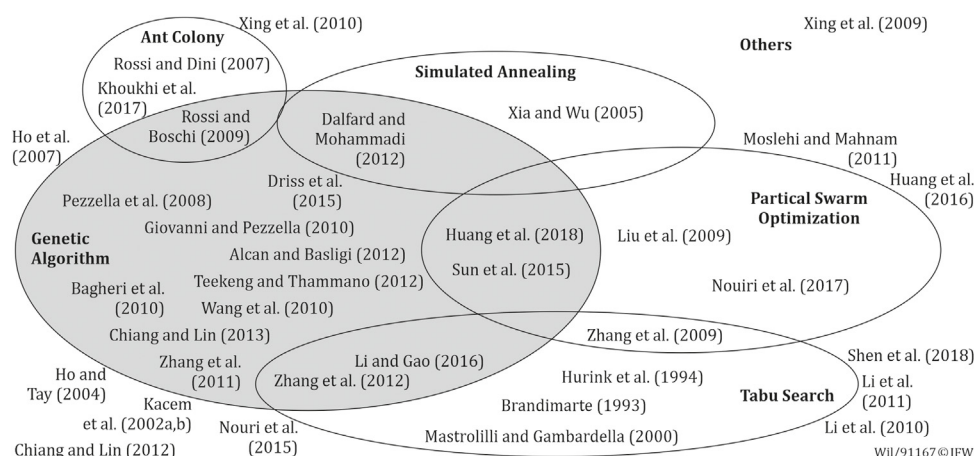 Xing et al. (2010)
Xing et al. (2009)
Ant Colony
Others
Rossi and Dini (2007)
Simulated Annealing
Khoukhi et al.
(2017)
Xia and Wu (2005)
Rossi and
Boschi (2009)
Dalfard and
Mohammadi
(2012)
Ho et al.
(2007)
Moslehi and Mahnam
(2011)
Huang et al.
(2016)
Driss et al.
(2015)
Pezzella et al. (2008)
Partical Swarm
Optimization
Giovanni and Pezzella (2010)
Genetic
Algorithm
Huang et al. (2018)
Liu et al. (2009)
Alcan and Basligi (2012)
Sun et al. (2015)
Teekeng and Thammano (2012)
Nouiri et al. (2017)
Bagheri et al.
(2010)
Wang et al. (2010)
Chiang and Lin (2013)
Zhang et al. (2009)
Zhang et al.
(2011)
Li and Gao (2016)
Shen et al. (2018)
Ho and
Tay (2004)
Zhang et al. (2012)
Hurink et al. (1994)
Tabu Search
Li et al.
(2011)
Kacem
et al. (2002a,b)
Brandimarte (1993)
Nouri et al.
(2015)
Li et al. (2010)
Mastrolilli and Gambardella (2000)
Chiang and Lin (2012)
Wil/91167©IFW